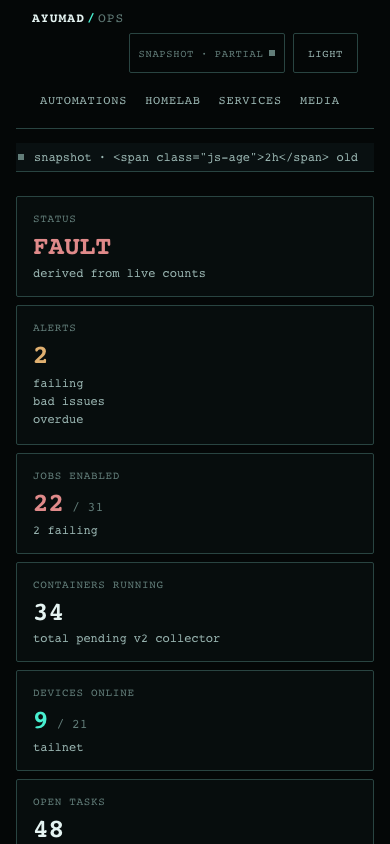 AYUMAD/OPS
SNAPSHOT · PARTIAL
LIGHT
AUTOMATIONS HOMELAB SERVICES MEDIA
snapshot · <span class="js-age">2h</span> old
STATUS
FAULT
derived from live counts
ALERTS
2
failing
bad issues
overdue
JOBS ENABLED
22 / 31
2 failing
CONTAINERS RUNNING
34
total pending v2 collector
DEVICES ONLINE
9 / 21
tailnet
OPEN TASKS
48